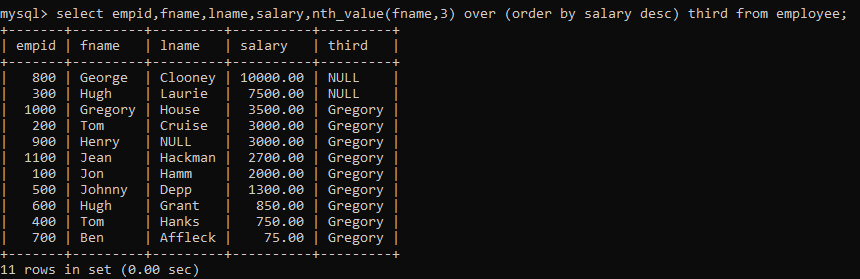 mysql> select empid,fname,lname,salary,nth_value(fname,3) over (order by salary desc) third from employee;
+-------+---------+---------+----------+---------+
| empid | fname   | lname   | salary   | third   |
+-------+---------+---------+----------+---------+
|   800 | George  | Clooney | 10000.00 | NULL    |
|   300 | Hugh    | Laurie  |  7500.00 | NULL    |
|  1000 | Gregory | House   |  3500.00 | Gregory |
|   200 | Tom     | Cruise  |  3000.00 | Gregory |
|   900 | Henry   | NULL    |  3000.00 | Gregory |
|  1100 | Jean    | Hackman |  2700.00 | Gregory |
|   100 | Jon     | Hamm    |  2000.00 | Gregory |
|   500 | Johnny  | Depp    |  1300.00 | Gregory |
|   600 | Hugh    | Grant   |   850.00 | Gregory |
|   400 | Tom     | Hanks   |   750.00 | Gregory |
|   700 | Ben     | Affleck |    75.00 | Gregory |
+-------+---------+---------+----------+---------+
11 rows in set (0.00 sec)